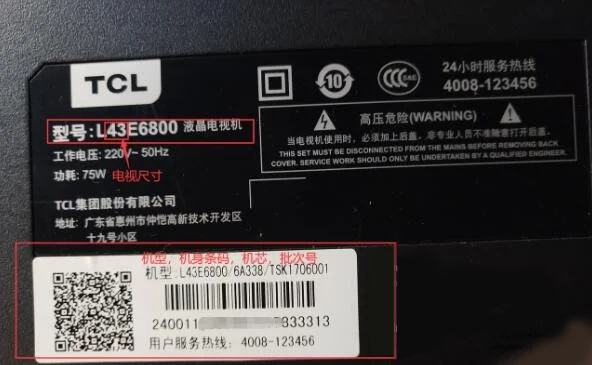 TCL
10
CCC S&E
24小时服务热线
4008-123456
型号:L43E6800 液晶电视机
工作电压: 220V~ 50Hz
功耗: 75W
电视尺寸
高压危险(WARNING)
当电视机使用时，必须加上后盖。非专业人员不准随意打开后盖。
THIS SET MUST BE DISCONNECTED FROM THE MAINS BEFORE REMOVING BACK
COVER. SERVICE WORK SHOULD ONLY BE UNDERTAKEN BY A QUALIFIED ENGINEER.
TCL集团股份有限公司
地址: 广东省惠州市仲恺高新技术开发区
十九号小区
机型，机身条码，机芯，批次号
机型: L43E6800/6A338/TSK1706001
240011 833313
用户服务热线: 4008-123456